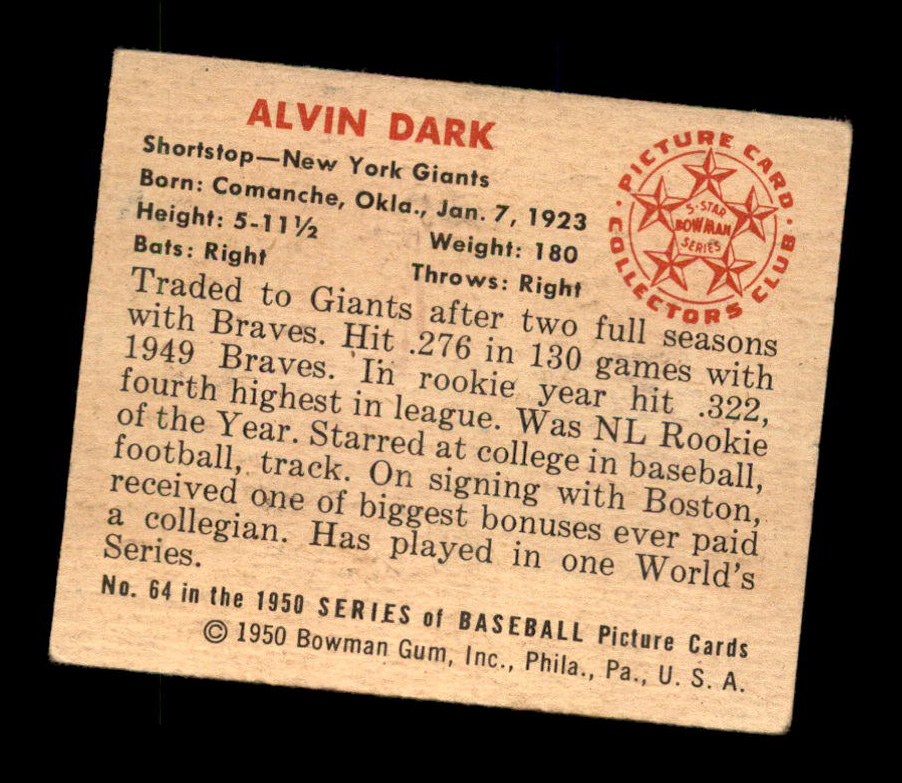 ALVIN DARK
Shortstop—New York Giants
Born: Comanche, Okla., Jan. 7, 1923
Height: 5-11½ Weight: 180
Bats: Right Throws: Right
PICTURE CARD
COLLECTORS CLUB
5-STAR
BOWMAN
SERIES
Traded to Giants after two full seasons
with Braves. Hit .276 in 130 games with
1949 Braves. In rookie year hit .322,
fourth highest in league. Was NL Rookie
of the Year. Starred at college in baseball,
football, track. On signing with Boston,
received one of biggest bonuses ever paid
a collegian. Has played in one World's
Series.
No. 64 in the 1950 SERIES of BASEBALL Picture Cards
© 1950 Bowman Gum, Inc., Phila., Pa., U. S. A.